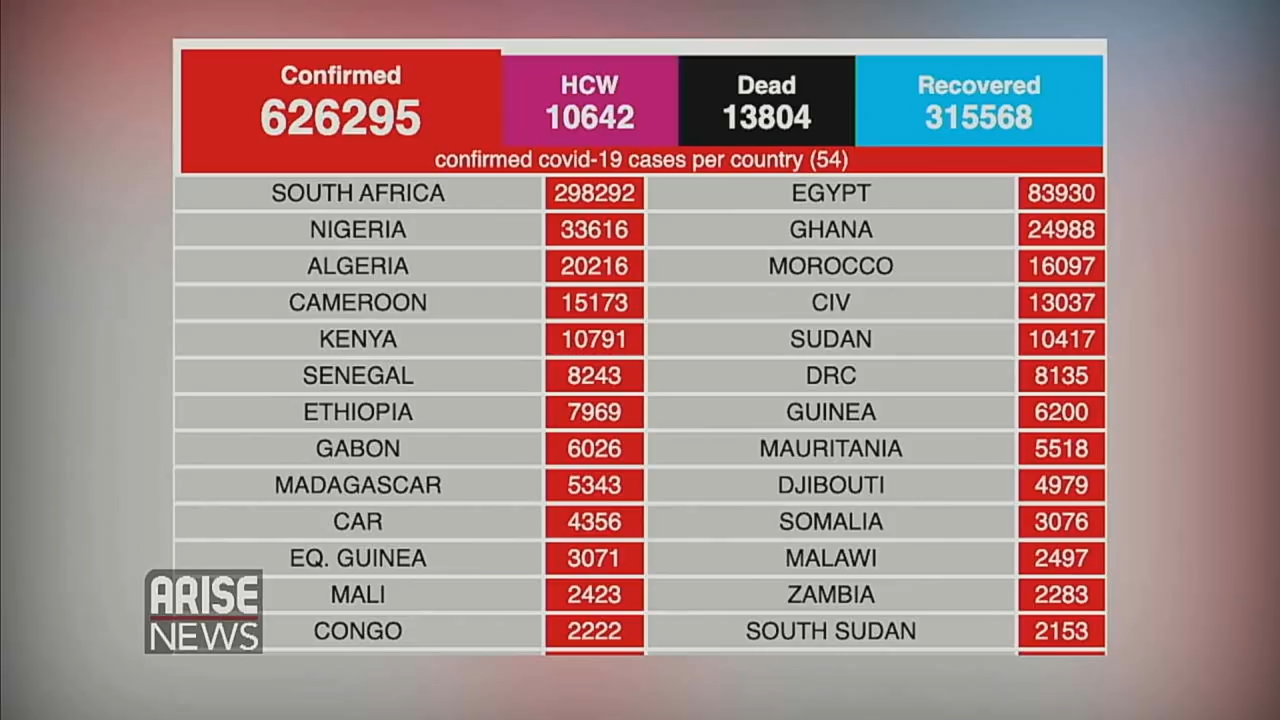 Confirmed
626295
HCW
10642
Dead
13804
Recovered
315568
confirmed covid-19 cases per country (54)
SOUTH AFRICA 298292 EGYPT 83930
NIGERIA 33616 GHANA 24988
ALGERIA 20216 MOROCCO 16097
CAMEROON 15173 CIV 13037
KENYA 10791 SUDAN 10417
SENEGAL 8243 DRC 8135
ETHIOPIA 7969 GUINEA 6200
GABON 6026 MAURITANIA 5518
MADAGASCAR 5343 DJIBOUTI 4979
CAR 4356 SOMALIA 3076
EQ. GUINEA 3071 MALAWI 2497
MALI 2423 ZAMBIA 2283
CONGO 2222 SOUTH SUDAN 2153
ARISE
NEWS